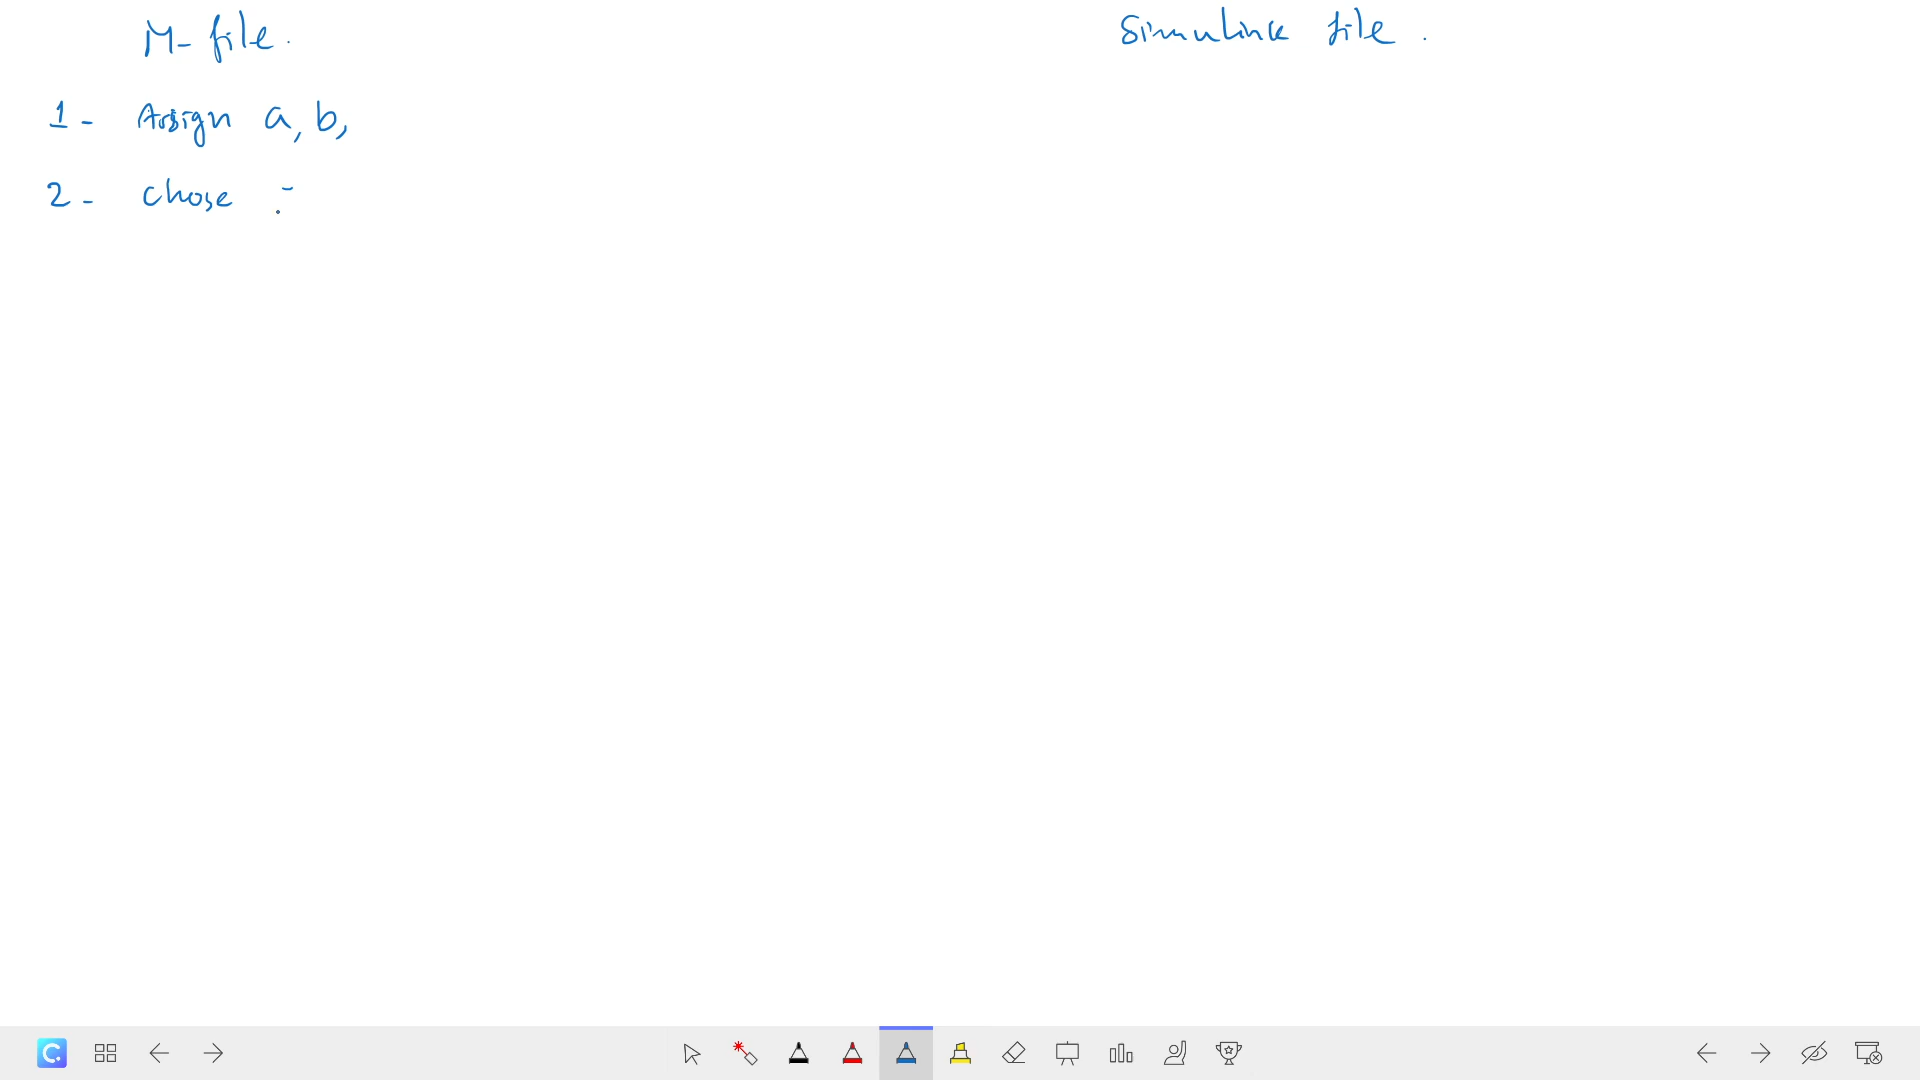 M- file.
Simulink file.
1- Assign a, b,
2- chose :-